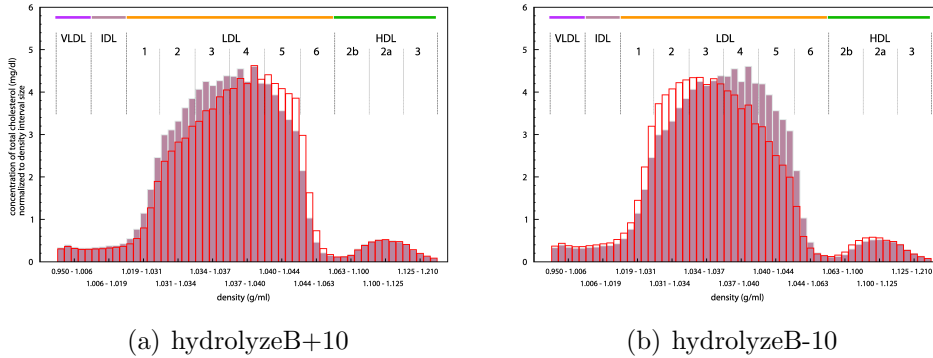 6
5
4
3
2
1
0
concentration of total cholesterol (mg/dl)
normalized to density interval size
VLDL IDL LDL HDL
1 2 3 4 5 6 2b 2a 3
0.950 - 1.006 1.019 - 1.031 1.034 - 1.037 1.040 - 1.044 1.063 - 1.100 1.125 - 1.210
1.006 - 1.019 1.031 - 1.034 1.037 - 1.040 1.044 - 1.063 1.100 - 1.125
density (g/ml)
(a) hydrolyzeB+10
6
5
4
3
2
1
0
VLDL IDL LDL HDL
1 2 3 4 5 6 2b 2a 3
0.950 - 1.006 1.019 - 1.031 1.034 - 1.037 1.040 - 1.044 1.063 - 1.100 1.125 - 1.210
1.006 - 1.019 1.031 - 1.034 1.037 - 1.040 1.044 - 1.063 1.100 - 1.125
density (g/ml)
(b) hydrolyzeB-10